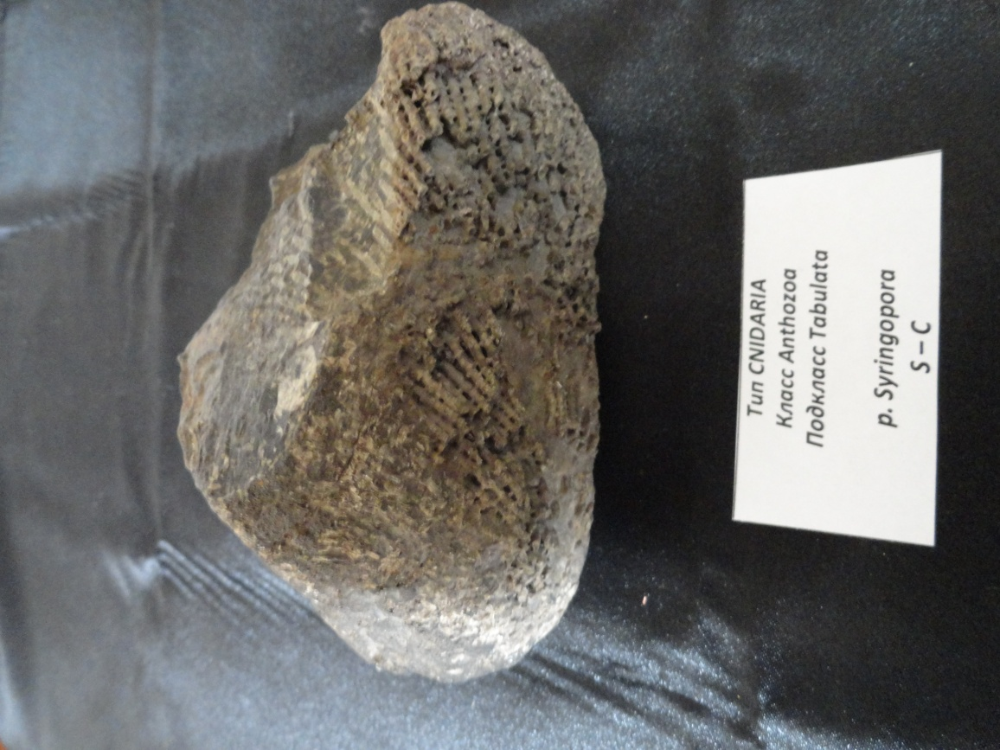 Тип CNIDARIA
Класс Anthozoa
Подкласс Tabulata
р. Syringopora
S – C